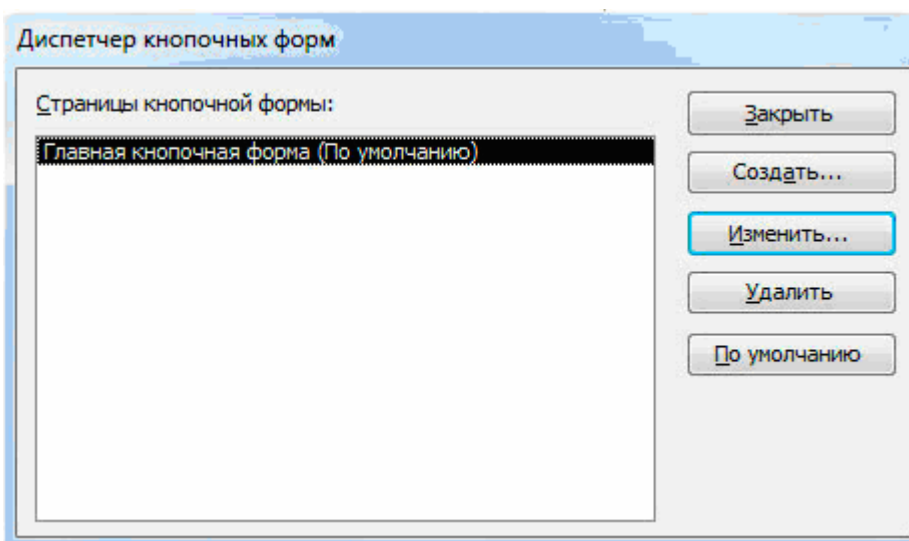 Диспетчер кнопочных форм
Страницы кнопочной формы:
Главная кнопочная форма (По умолчанию)
Закрыть
Создать...
Изменить...
Удалить
По умолчанию